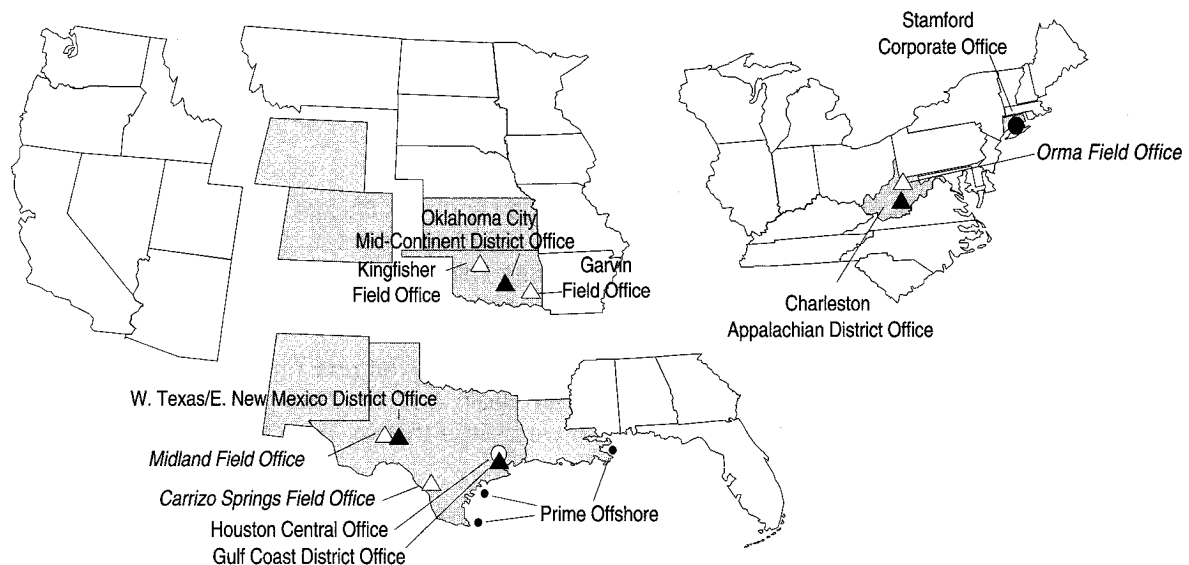 Stamford
Corporate Office
Orma Field Office
Oklahoma City
Mid-Continent District Office
Kingfisher
Field Office
Garvin
Field Office
Charleston
Appalachian District Office
W. Texas/E. New Mexico District Office
Midland Field Office
Carrizo Springs Field Office
Houston Central Office
Gulf Coast District Office
Prime Offshore